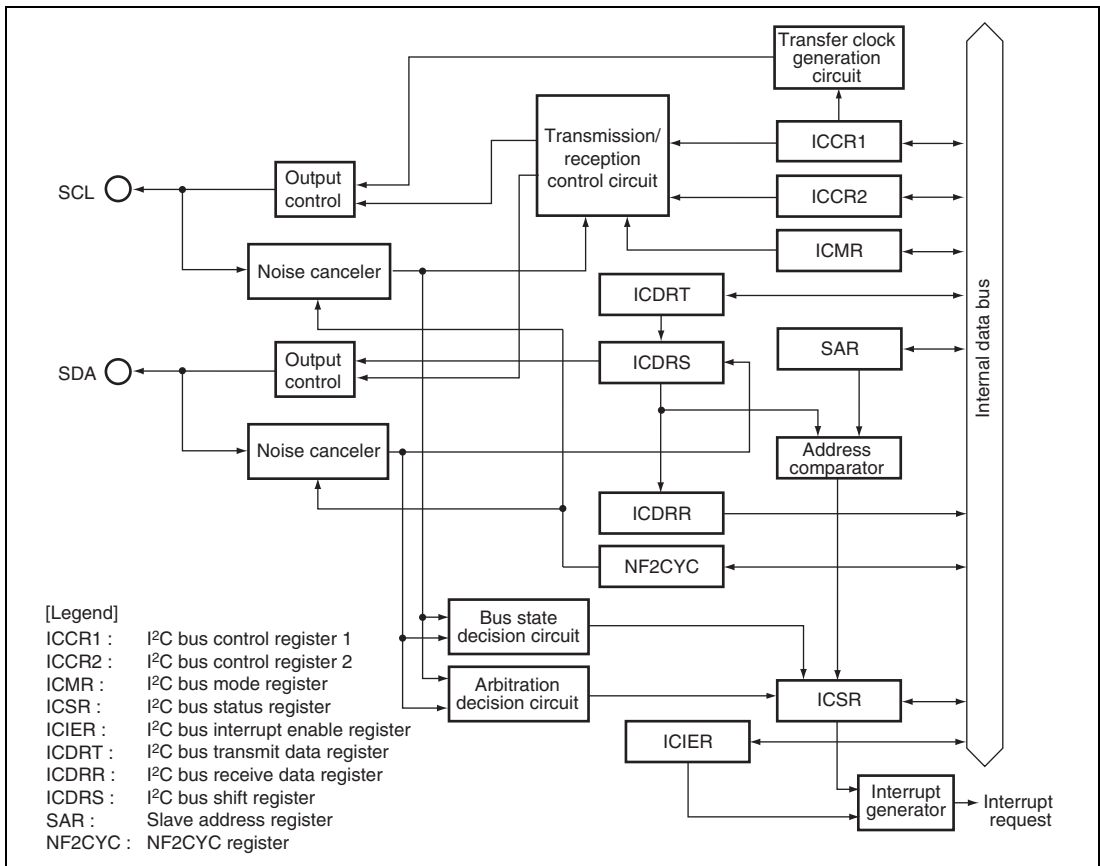 Transfer clock
generation
circuit
Transmission/
reception
control circuit
ICCR1
SCL
Output
control
ICCR2
Noise canceler
ICMR
ICDRT
Internal data bus
SDA
Output
control
ICDRS
SAR
Noise canceler
Address
comparator
ICDRR
NF2CYC
Bus state
decision circuit
Arbitration
decision circuit
ICSR
ICIER
Interrupt
generator
Interrupt
request
[Legend]
ICCR1 : I²C bus control register 1
ICCR2 : I²C bus control register 2
ICMR : I²C bus mode register
ICSR : I²C bus status register
ICIER : I²C bus interrupt enable register
ICDRT : I²C bus transmit data register
ICDRR : I²C bus receive data register
ICDRS : I²C bus shift register
SAR : Slave address register
NF2CYC : NF2CYC register